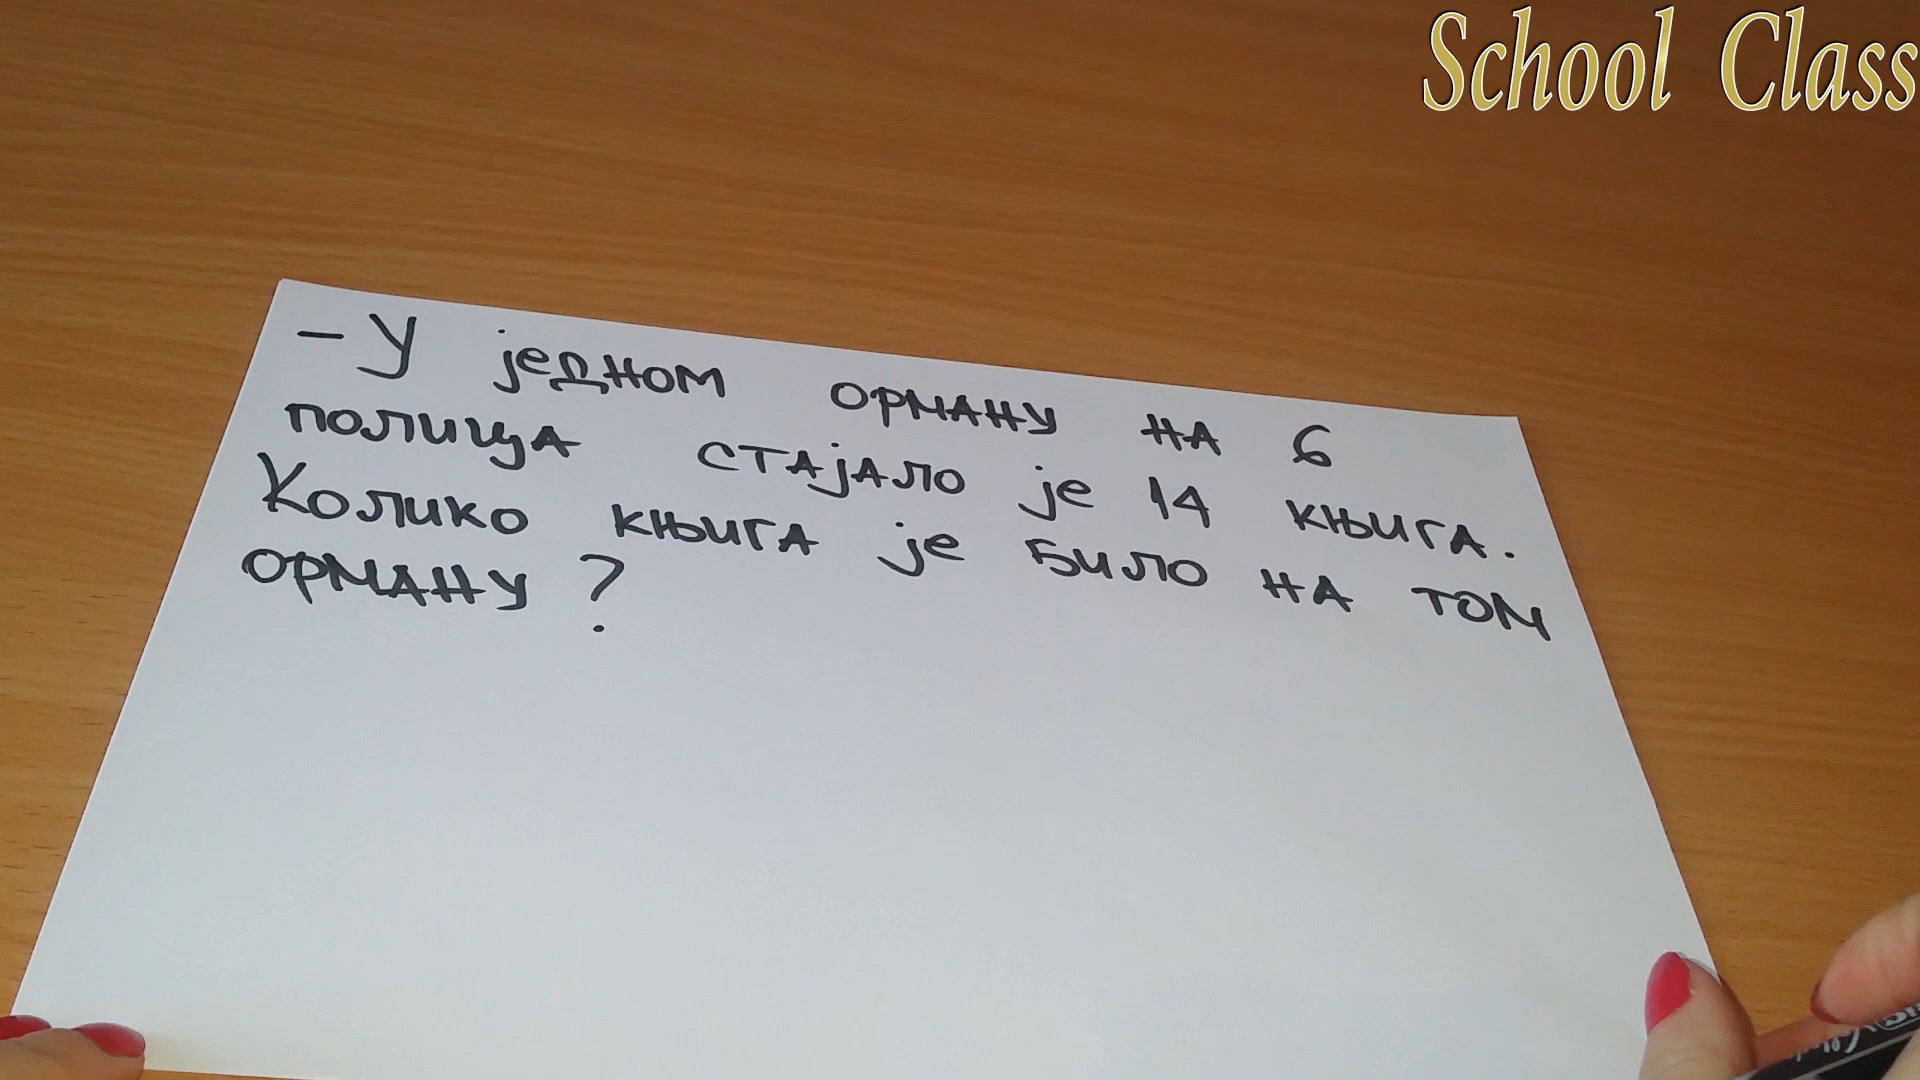 School Class
- У једном орману на 6
полица стајало је 14 књига.
Колико књига је било на том
орману ?